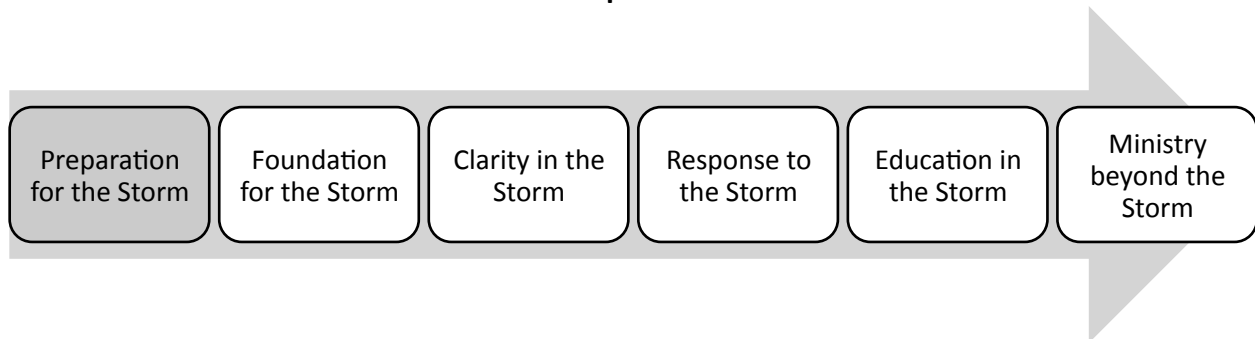 Preparation
for the Storm
Foundation
for the Storm
Clarity in the
Storm
Response to
the Storm
Education in
the Storm
Ministry
beyond the
Storm